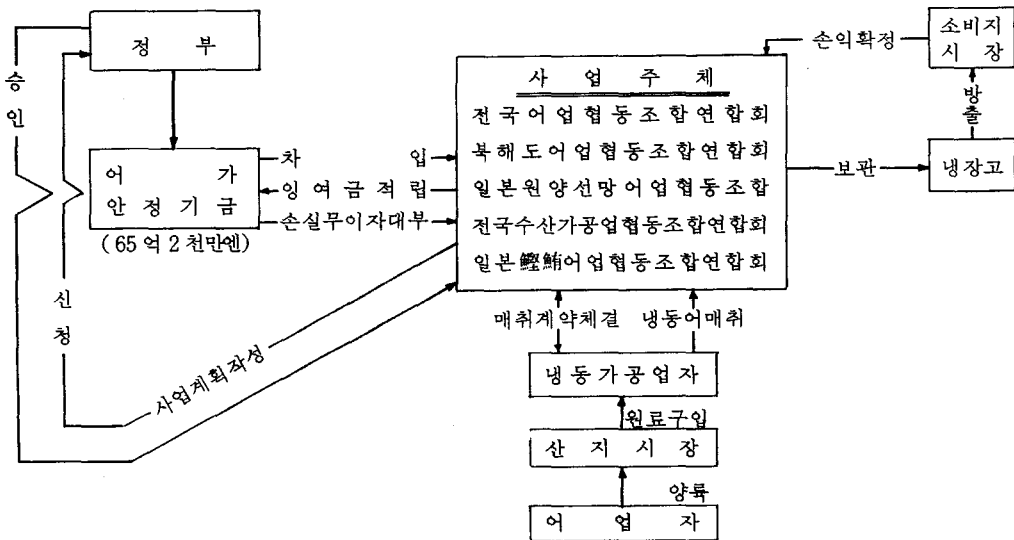 정 부
승인
신청
어 가
안정기금
(65억 2천만엔)
차 입
잉여금적립
손실무이자대부
사업계획작성
사 업 주 체
전국어업협동조합연합회
북해도어업협동조합연합회
일본원양선망어업협동조합
전국수산가공업협동조합연합회
일본鰹鮪어업협동조합연합회
손익확정
소비지
시 장
방출
보관
냉장고
매취계약체결
냉동어매취
냉동가공업자
원료구입
산 지 시 장
양륙
어 업 자